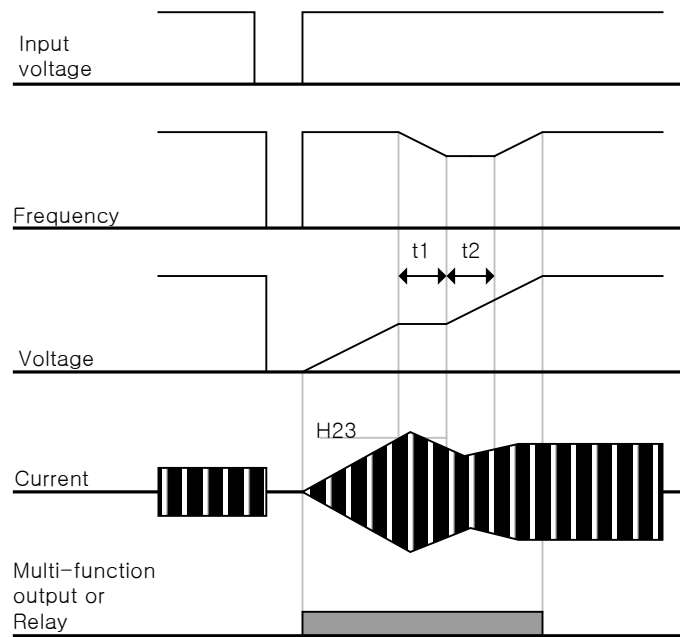 Input
voltage
Frequency
t1
t2
Voltage
H23
Current
Multi-function
output or
Relay